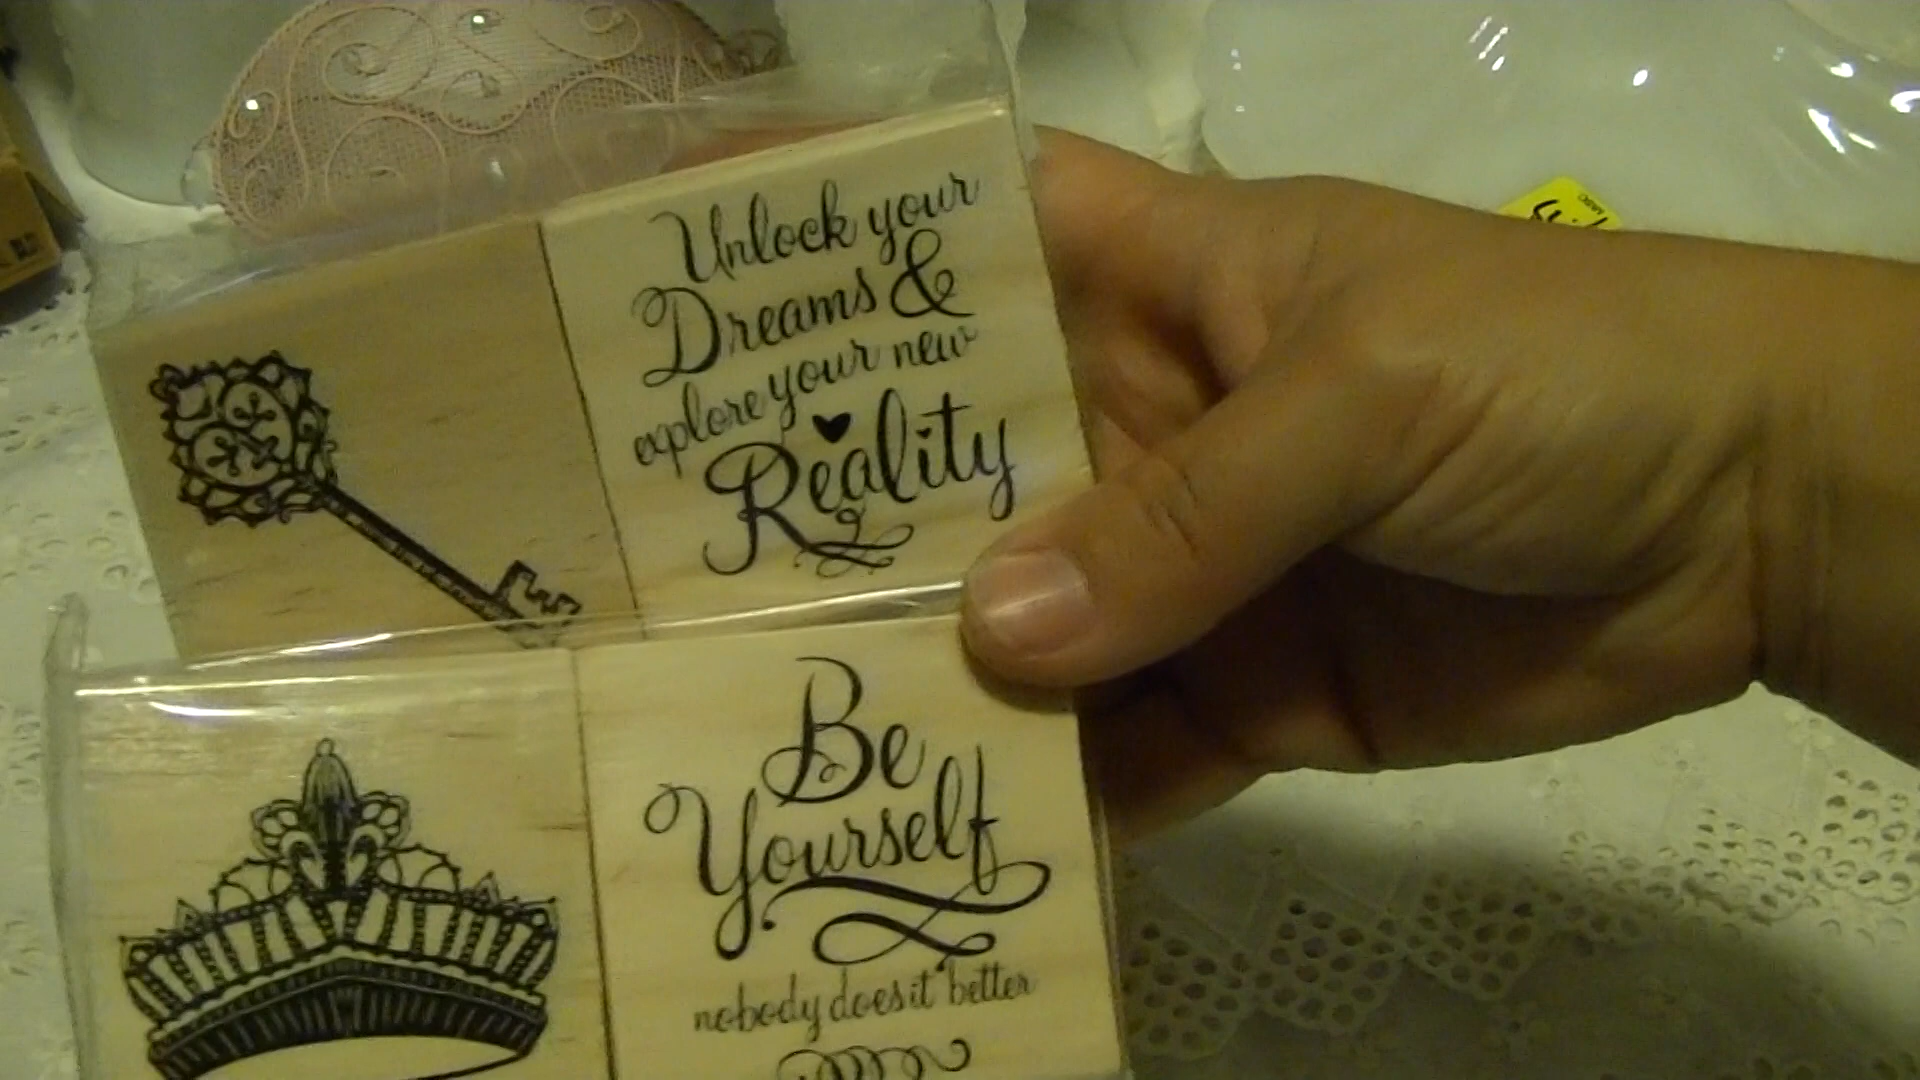 Unlock your
Dreams &
explore your new
Reality
Be
Yourself
nobody does it better